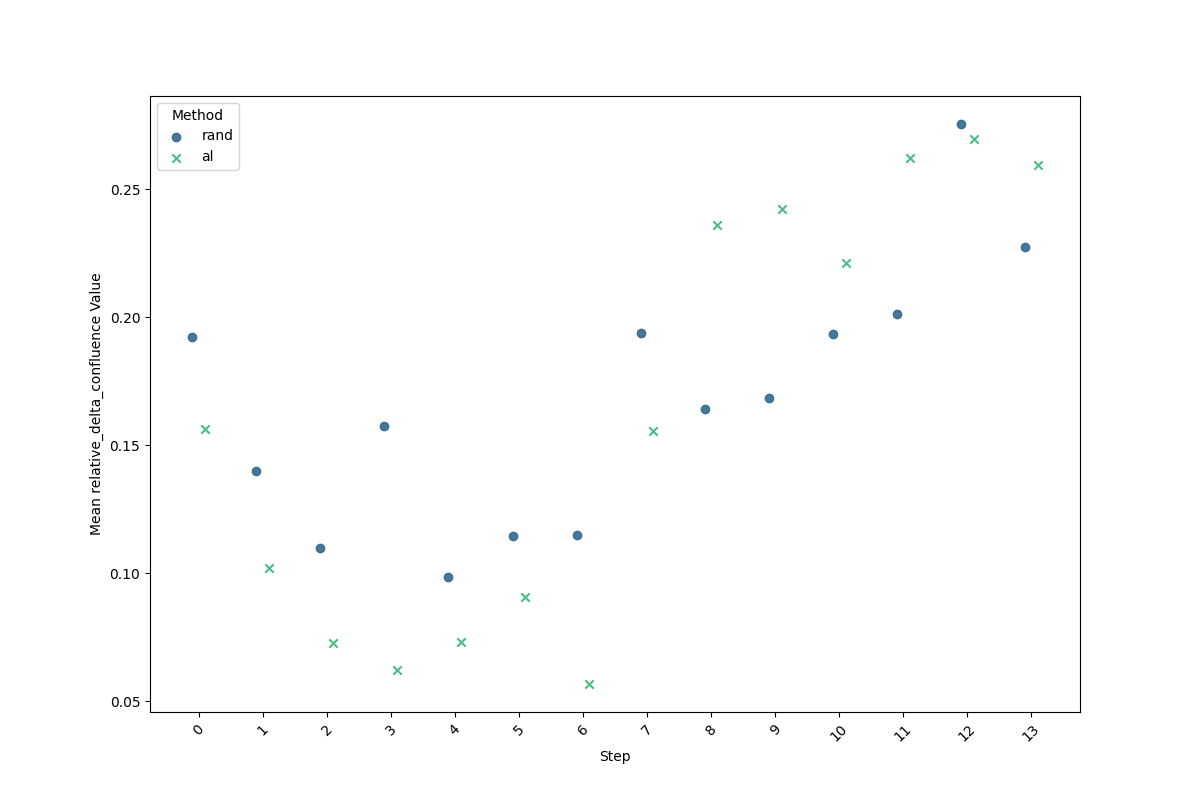 Method
rand
al
0.25
0.20
0.15
0.10
0.05
Mean relative_delta_confluence Value
0 1 2 3 4 5 6 7 8 9 10 11 12 13
Step